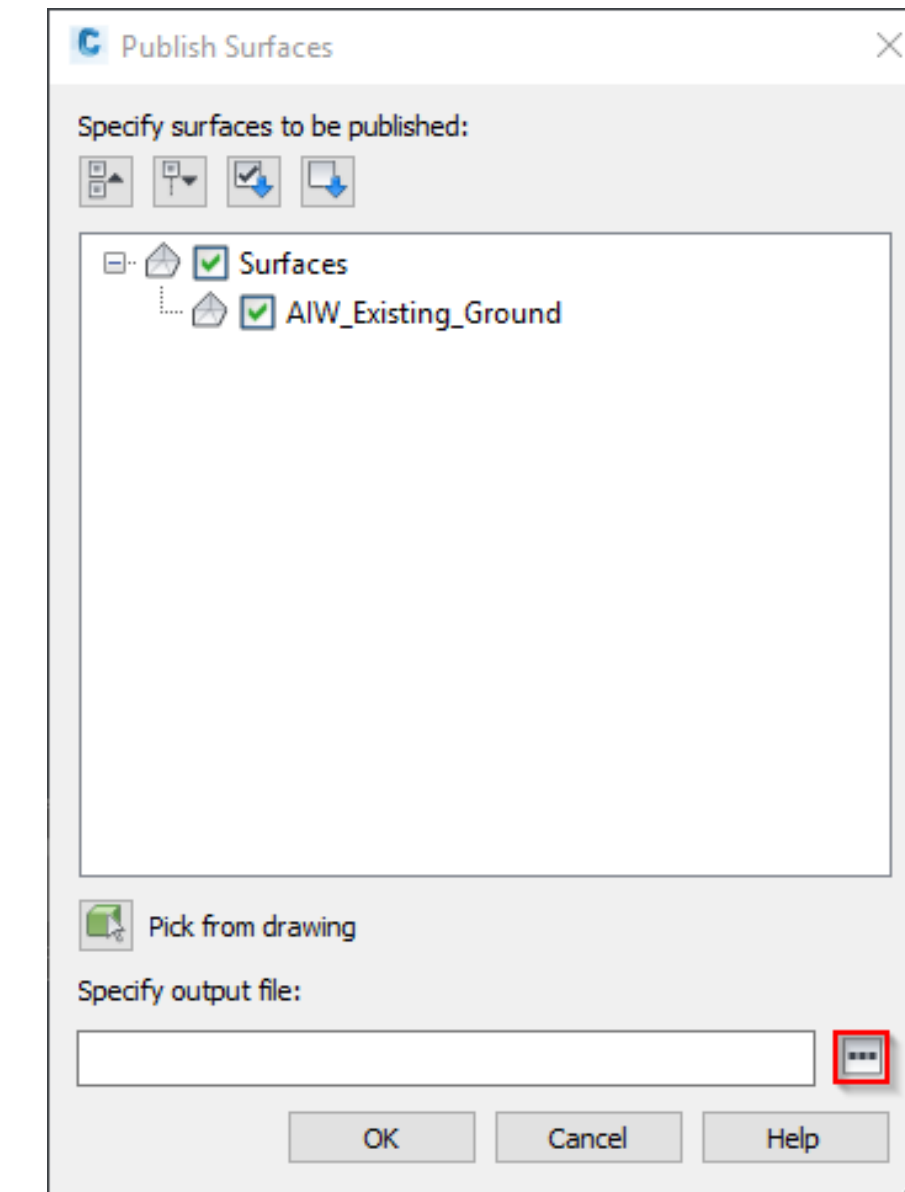 Publish Surfaces
Specify surfaces to be published:
Surfaces
AIW_Existing_Ground
Pick from drawing
Specify output file:
OK
Cancel
Help